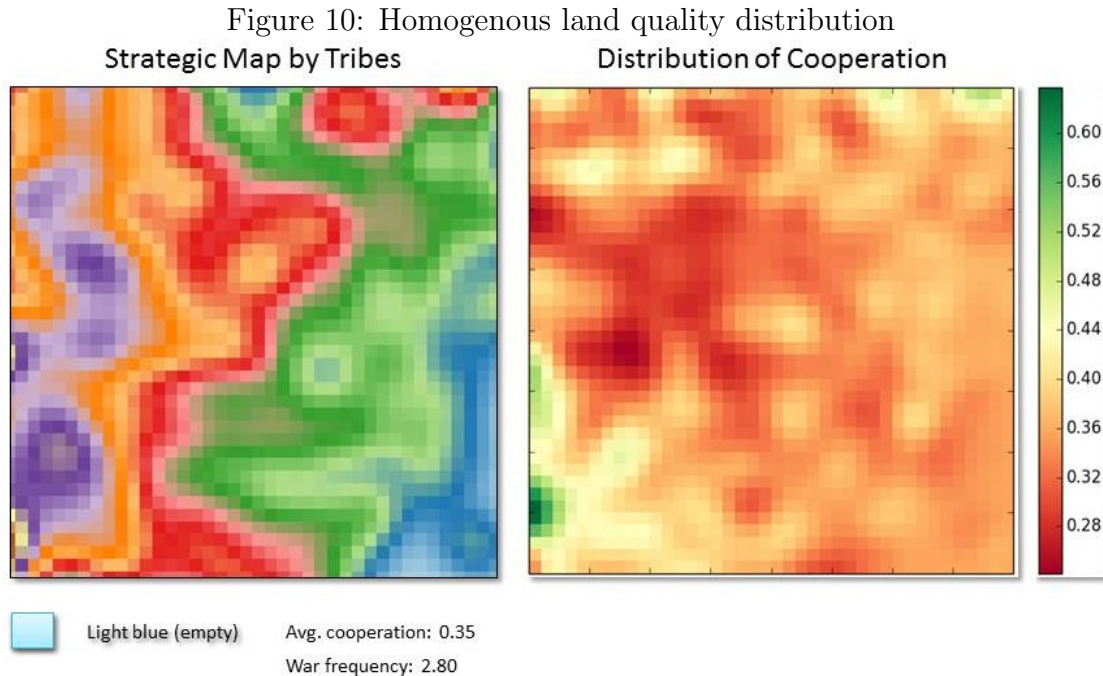 Figure 10: Homogenous land quality distribution
Strategic Map by Tribes
Distribution of Cooperation
0.60
0.56
0.52
0.48
0.44
0.40
0.36
0.32
0.28
Light blue (empty)
Avg. cooperation: 0.35
War frequency: 2.80